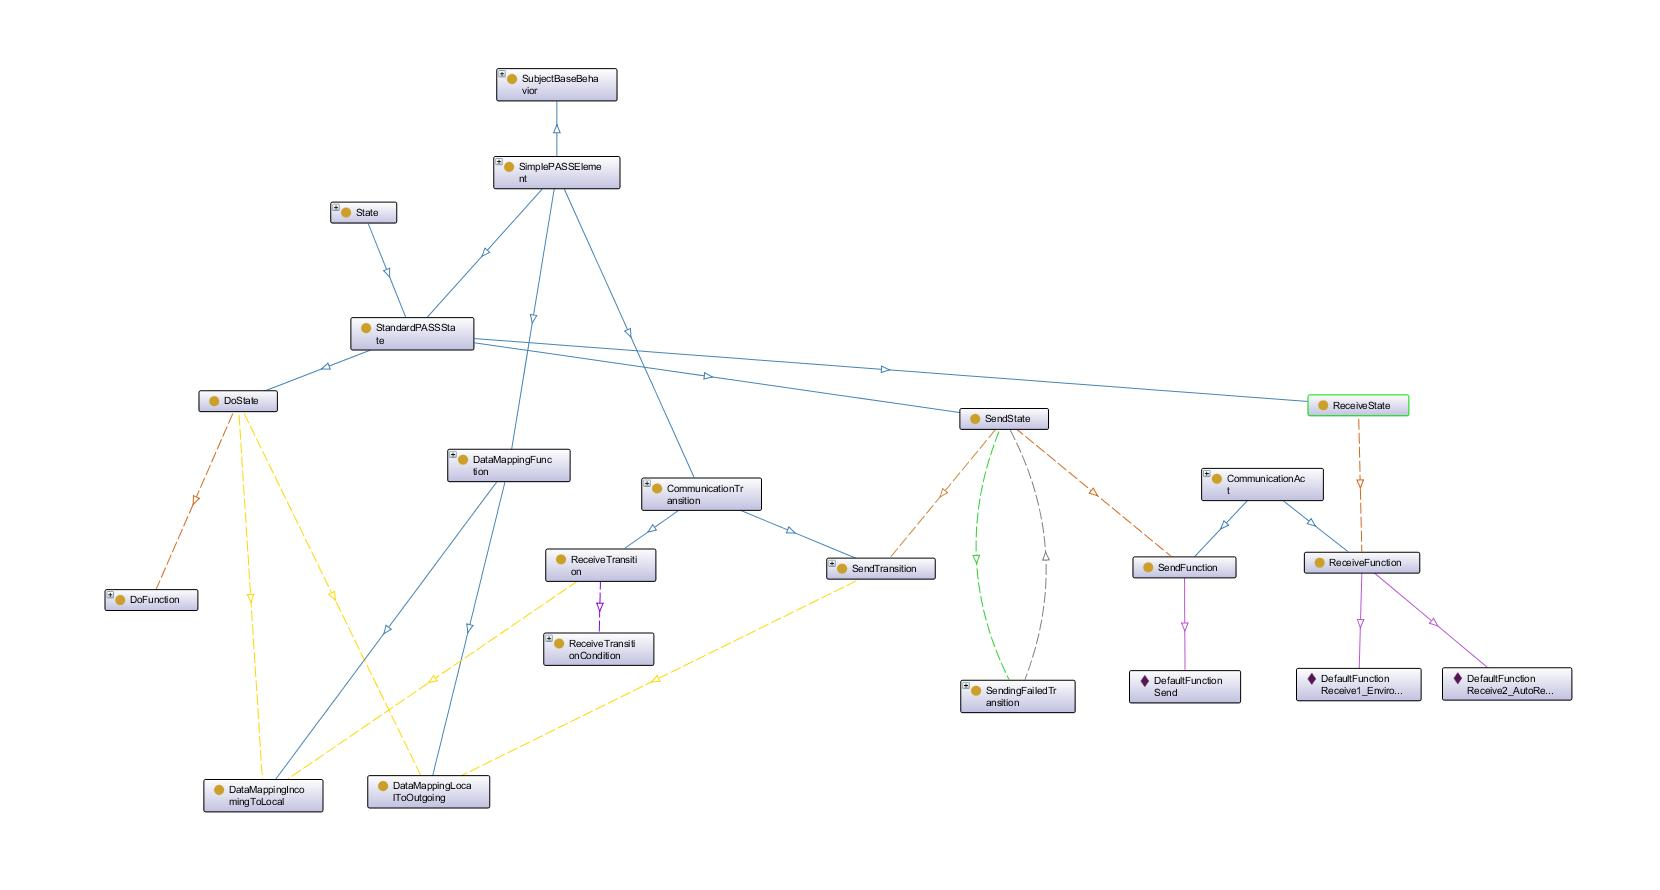 SubjectBaseBeha
vior
SimplePASSEleme
nt
State
StandardPASSSta
te
DoState
SendState
ReceiveState
DataMappingFunc
tion
CommunicationTr
ansition
CommunicationAc
t
ReceiveTransiti
on
SendTransition
SendFunction
ReceiveFunction
DoFunction
ReceiveTransiti
onCondition
SendingFailedTr
ansition
DefaultFunction
Send
DefaultFunction
Receive1_Enviro...
DefaultFunction
Receive2_AutoRe...
DataMappingInco
mingToLocal
DataMappingLoca
lToOutgoing